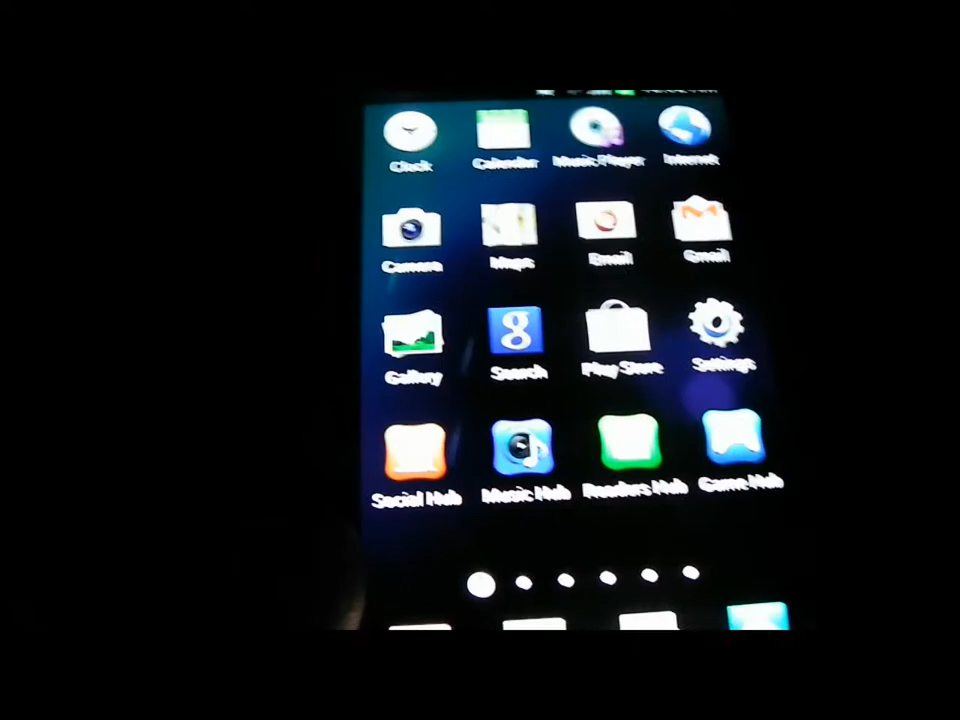 Clock Calendar Music Player Internet
Camera Maps Email Gmail
g
Gallery Search Play Store Settings
Social Hub Music Hub Readers Hub Game Hub